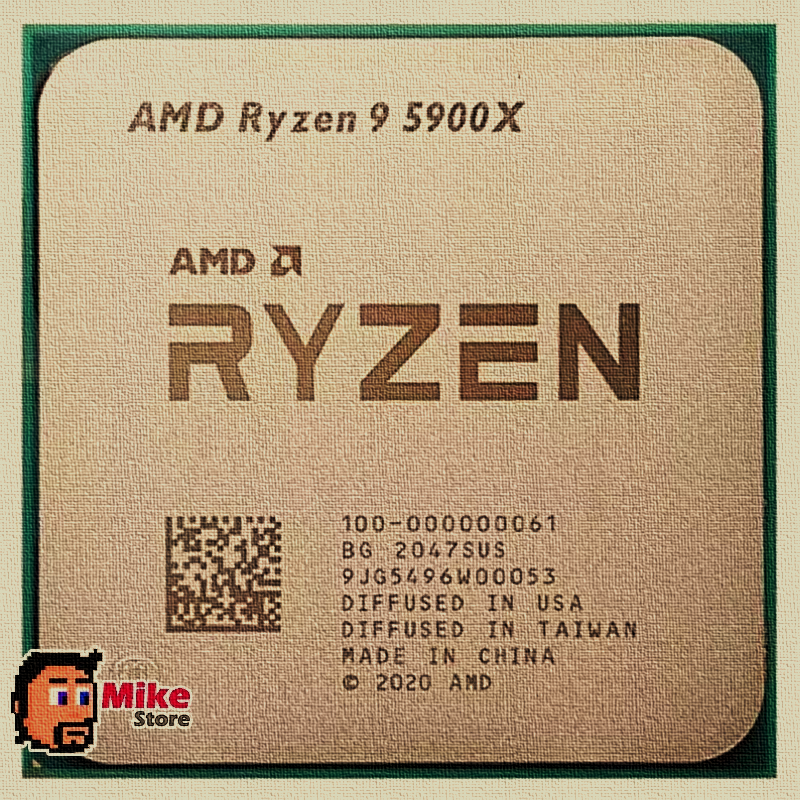 AMD Ryzen 9 5900X
AMD
RYZEN
100-000000061
BG 2047SUS
9JG5496W00053
DIFFUSED IN USA
DIFFUSED IN TAIWAN
MADE IN CHINA
© 2020 AMD
Mike
Store